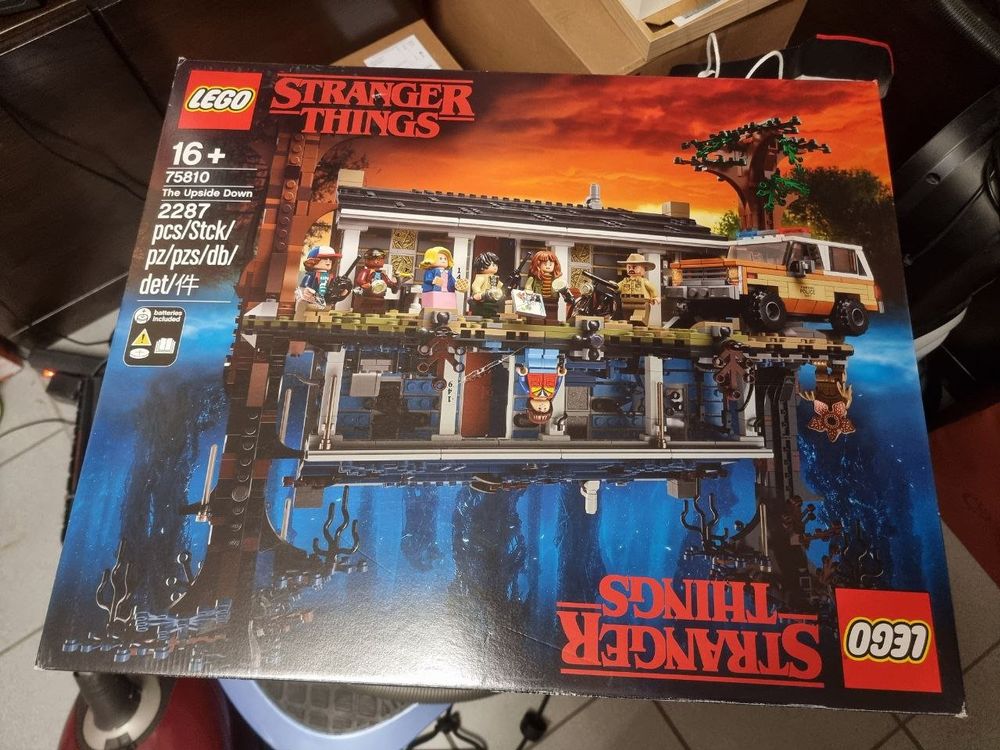 LEGO
STRANGER
THINGS
16+
75810
The Upside Down
2287
pcs/Stck/
pz/pzs/db/
det/件
batteries
included
149
STRANGER
THINGS
LEGO